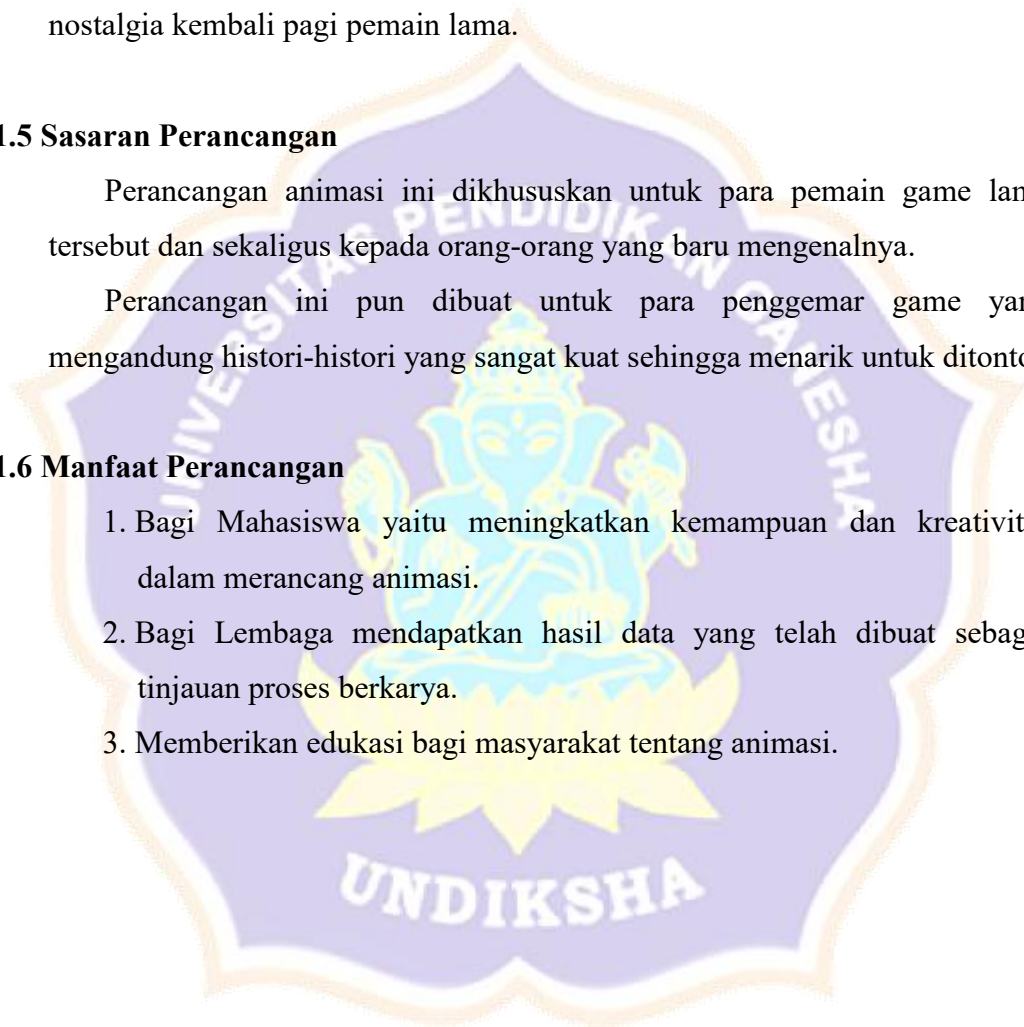 nostalgia kembali pagi pemain lama.
1.5 Sasaran Perancangan
Perancangan animasi ini dikhususkan untuk para pemain game lam
tersebut dan sekaligus kepada orang-orang yang baru mengenalnya.
Perancangan ini pun dibuat untuk para penggemar game yan
mengandung histori-histori yang sangat kuat sehingga menarik untuk ditonto
1.6 Manfaat Perancangan
1. Bagi Mahasiswa yaitu meningkatkan kemampuan dan kreativit
dalam merancang animasi.
2. Bagi Lembaga mendapatkan hasil data yang telah dibuat sebag
tinjauan proses berkarya.
3. Memberikan edukasi bagi masyarakat tentang animasi.
UNIVERSITAS PENDIDIKAN GANESHA
UNDIKSHA